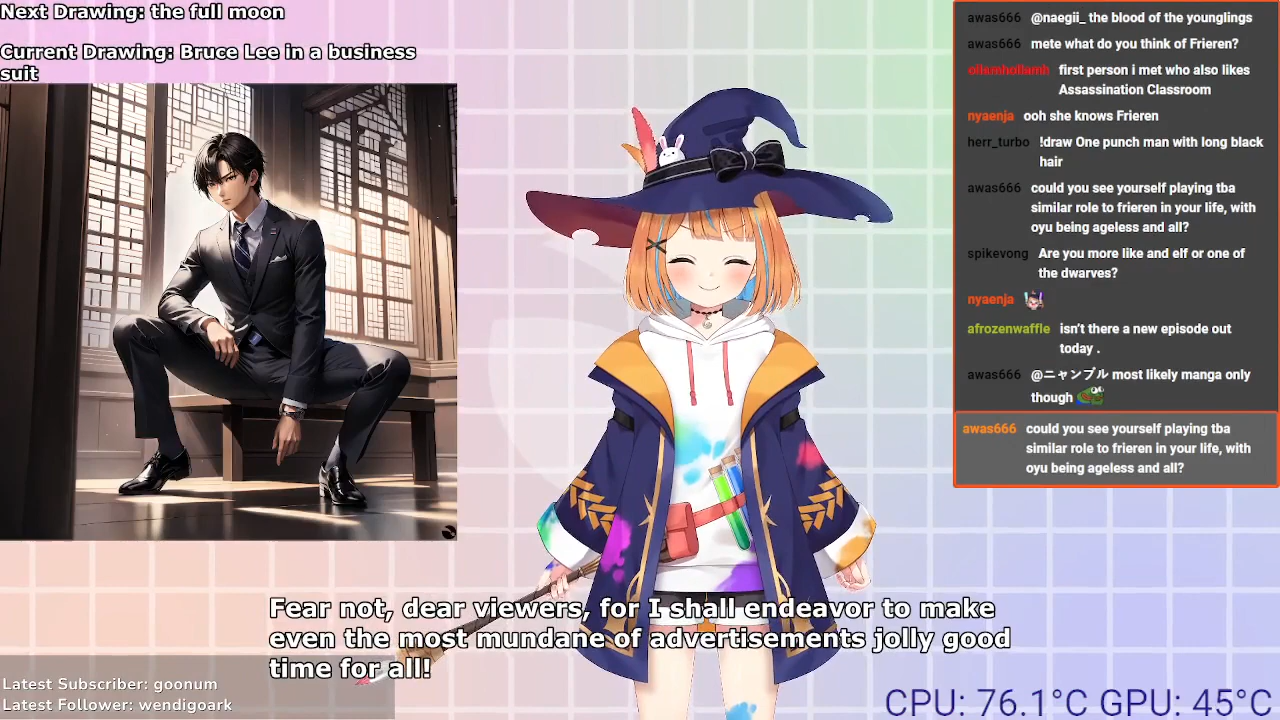 Next Drawing: the full moon
Current Drawing: Bruce Lee in a business
suit
awas666 @naegii_ the blood of the younglings
awas666 mete what do you think of Frieren?
first person i met who also likes
Assassination Classroom
nyaenja ooh she knows Frieren
herr_turbo !draw One punch man with long black
hair
awas666 could you see yourself playing tba
similar role to frieren in your life, with
oyu being ageless and all?
spikevong Are you more like and elf or one of
the dwarves?
nyaenja
afrozenwaffle isn't there a new episode out
today .
awas666 @ニャンプル most likely manga only
though
awas666 could you see yourself playing tba
similar role to frieren in your life, with
oyu being ageless and all?
Fear not, dear viewers, for I shall endeavor to make
even the most mundane of advertisements jolly good
time for all!
Latest Subscriber: goonum
Latest Follower: wendigoark
CPU: 76.1°C GPU: 45°C